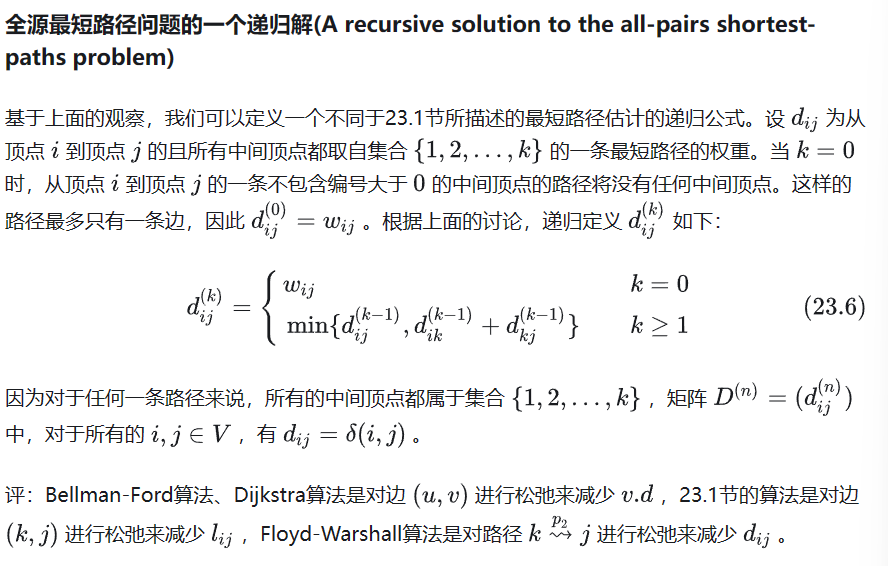 全源最短路径问题的一个递归解(A recursive solution to the all-pairs shortest-
paths problem)
基于上面的观察，我们可以定义一个不同于23.1节所描述的最短路径估计的递归公式。设 $d_{ij}$ 为从
顶点 $i$ 到顶点 $j$ 的且所有中间顶点都取自集合 $\{1,2,\ldots,k\}$ 的一条最短路径的权重。当 $k=0$
时，从顶点 $i$ 到顶点 $j$ 的一条不包含编号大于 $0$ 的中间顶点的路径将没有任何中间顶点。这样的
路径最多只有一条边，因此 $d_{ij}^{(0)}=w_{ij}$ 。根据上面的讨论，递归定义 $d_{ij}^{(k)}$ 如下：
$d_{ij}^{(k)}=\begin{cases} w_{ij} & k=0 \\ \min\{d_{ij}^{(k-1)},d_{ik}^{(k-1)}+d_{kj}^{(k-1)}\} & k\geq 1 \end{cases}$ (23.6)
因为对于任何一条路径来说，所有的中间顶点都属于集合 $\{1,2,\ldots,k\}$ ，矩阵 $D^{(n)}=(d_{ij}^{(n)})$
中，对于所有的 $i,j\in V$ ，有 $d_{ij}=\delta(i,j)$ 。
评：Bellman-Ford算法、Dijkstra算法是对边 $(u,v)$ 进行松弛来减少 $v.d$ ，23.1节的算法是对边
$(k,j)$ 进行松弛来减少 $l_{ij}$ ，Floyd-Warshall算法是对路径 $k\overset{p_2}{\leadsto}j$ 进行松弛来减少 $d_{ij}$ 。